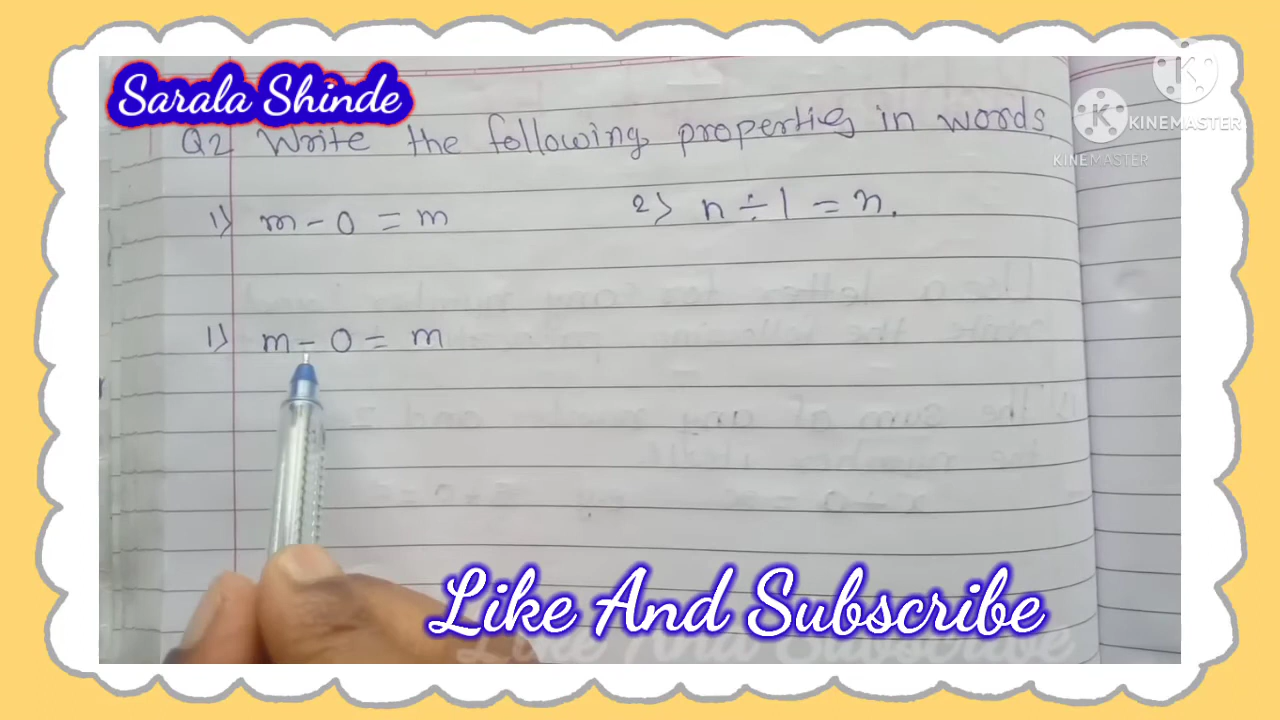 Sarala Shinde
KINEMASTER
KINEMASTER
Q2 Write the following properties in words.
1) m - 0 = m 2) n ÷ 1 = n.
1) m - 0 = m
Like And Subscribe